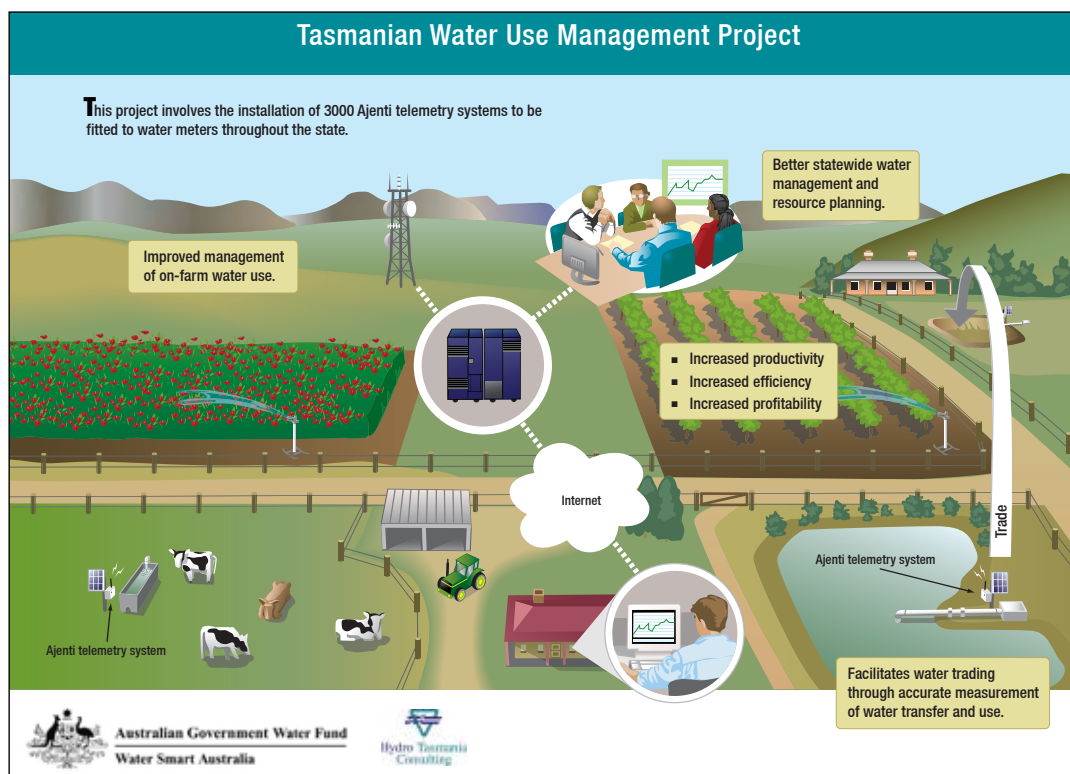 Tasmanian Water Use Management Project
This project involves the installation of 3000 Ajenti telemetry systems to be
fitted to water meters throughout the state.
Better statewide water
management and
resource planning.
Improved management
of on-farm water use.
Increased productivity
Increased efficiency
Increased profitability
Internet
Trade
Ajenti telemetry system
Ajenti telemetry system
Facilitates water trading
through accurate measurement
of water transfer and use.
Australian Government Water Fund
Water Smart Australia
Hydro Tasmania
Consulting